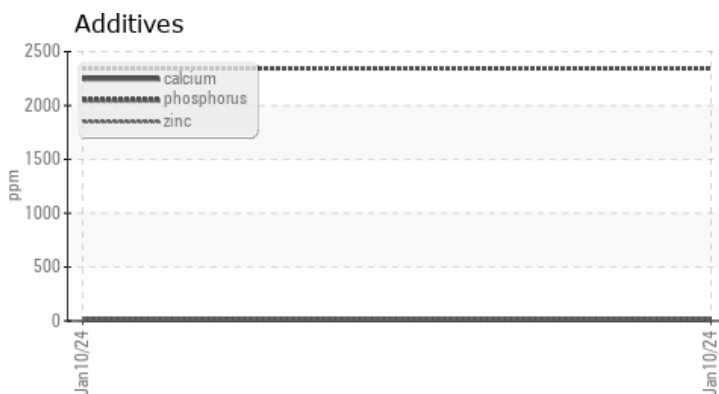 Additives
2500
2000
1500
1000
500
0
ppm
calcium
phosphorus
zinc
Jan10/24
Jan10/24